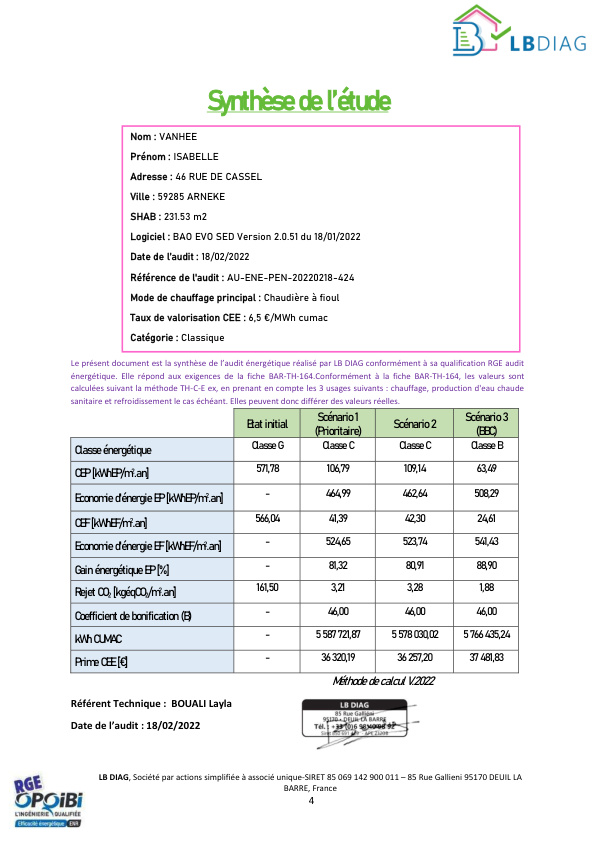 LBDIAG
Synthèse de l'étude
Nom : VANHEE
Prénom : ISABELLE
Adresse : 46 RUE DE CASSEL
Ville : 59285 ARNEKE
SHAB : 231.53 m2
Logiciel : BAO EVO SED Version 2.0.51 du 18/01/2022
Date de l'audit : 18/02/2022
Référence de l'audit : AU-ENE-PEN-20220218-424
Mode de chauffage principal : Chaudière à fioul
Taux de valorisation CEE : 6,5 €/MWh cumac
Catégorie : Classique
Le présent document est la synthèse de l'audit énergétique réalisé par LB DIAG conformément à sa qualification RGE audit
énergétique. Elle répond aux exigences de la fiche BAR-TH-164.Conformément à la fiche BAR-TH-164, les valeurs sont
calculées suivant la méthode TH-C-E ex, en prenant en compte les 3 usages suivants : chauffage, production d'eau chaude
sanitaire et refroidissement le cas échéant. Elles peuvent donc différer des valeurs réelles.
Etat initial Scénario 1 (Prioritaire) Scénario 2 Scénario 3 (BBC)
Classe énergétique Classe G Classe C Classe C Classe B
CEP [kWhEP/m².an] 571,78 106,79 109,14 63,49
Economie d'énergie EP [kWhEP/m².an] - 464,99 462,64 508,29
CEF [kWhEF/m².an] 566,04 41,39 42,30 24,61
Economie d'énergie EF [kWhEF/m².an] - 524,65 523,74 541,43
Gain énergétique EP [%] - 81,32 80,91 88,90
Rejet CO₂ [kgéqCO₂/m².an] 161,50 3,21 3,28 1,88
Coefficient de bonification (B) - 46,00 46,00 46,00
kWh CUMAC - 5 587 721,87 5 578 030,02 5 766 435,24
Prime CEE [€] - 36 320,19 36 257,20 37 481,83
Méthode de calcul V.2022
Référent Technique : BOUALI Layla
Date de l'audit : 18/02/2022
LB DIAG
85 Rue Gallieni
95170 - DEUIL LA BARRE
LB DIAG, Société par actions simplifiée à associé unique-SIRET 85 069 142 900 011 – 85 Rue Gallieni 95170 DEUIL LA
BARRE, France
4
RGE
OPQIBI
L'INGÉNIERIE QUALIFIÉE
Efficacité énergétique ENR